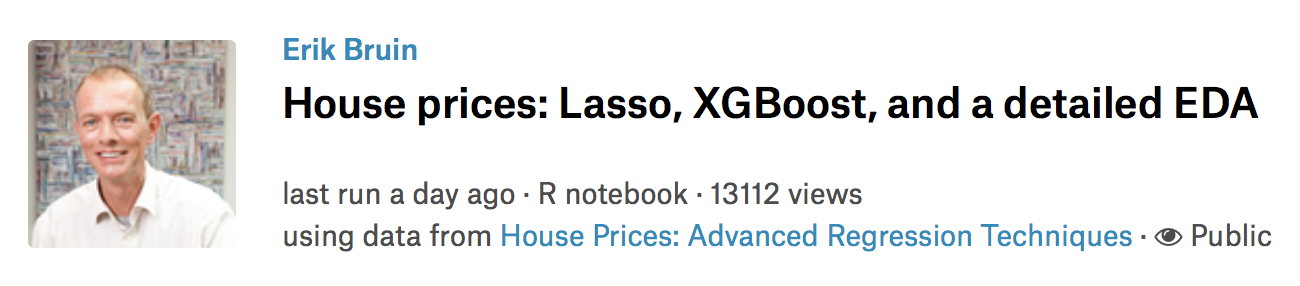 Erik Bruin
House prices: Lasso, XGBoost, and a detailed EDA
last run a day ago · R notebook · 13112 views
using data from House Prices: Advanced Regression Techniques · Public